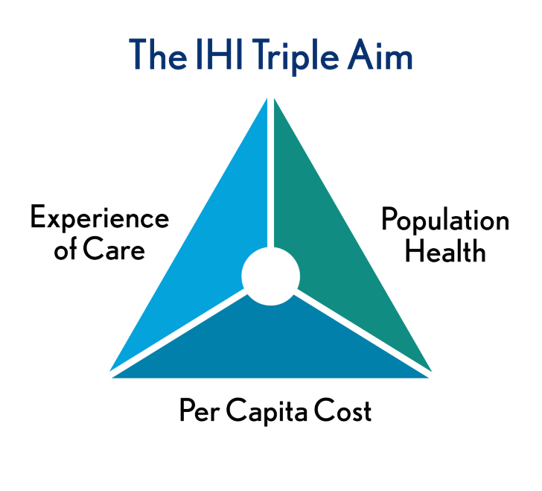 The IHI Triple Aim
Experience
of Care
Population
Health
Per Capita Cost